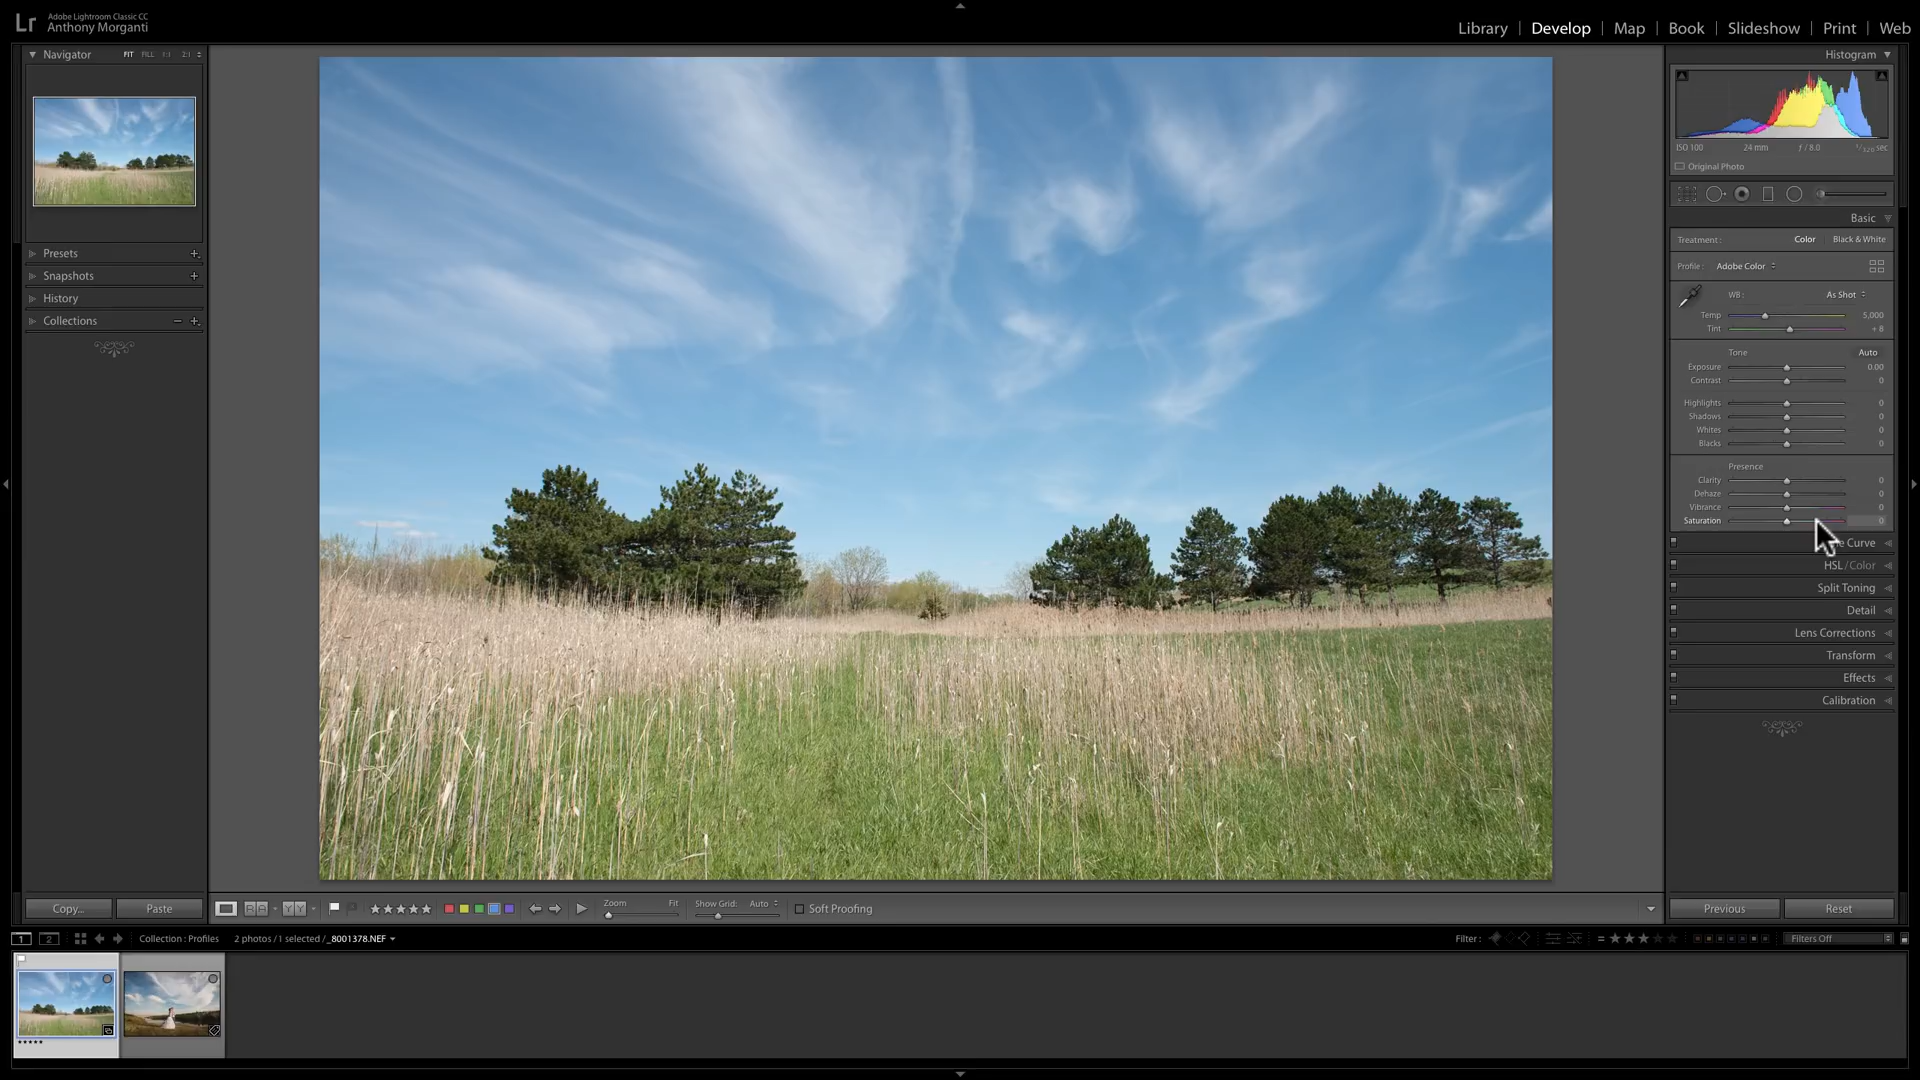 Lr Adobe Lightroom Classic CC
Anthony Morganti
Library | Develop | Map | Book | Slideshow | Print | Web
Navigator FIT FILL 1:1 2:1
Presets
Snapshots
History
Collections
Histogram
ISO 100 24 mm ƒ / 8.0 1/320 sec
Original Photo
Basic
Treatment : Color Black & White
Profile : Adobe Color
WB : As Shot
Temp 5,000
Tint + 8
Tone Auto
Exposure 0.00
Contrast 0
Highlights 0
Shadows 0
Whites 0
Blacks 0
Presence
Clarity 0
Dehaze 0
Vibrance 0
Saturation 0
Curve
HSL / Color
Split Toning
Detail
Lens Corrections
Transform
Effects
Calibration
Copy... Paste
Zoom Fit Show Grid: Auto Soft Proofing
Previous Reset
1 2 Collection : Profiles 2 photos / 1 selected / _8001378.NEF Filter : Filters Off